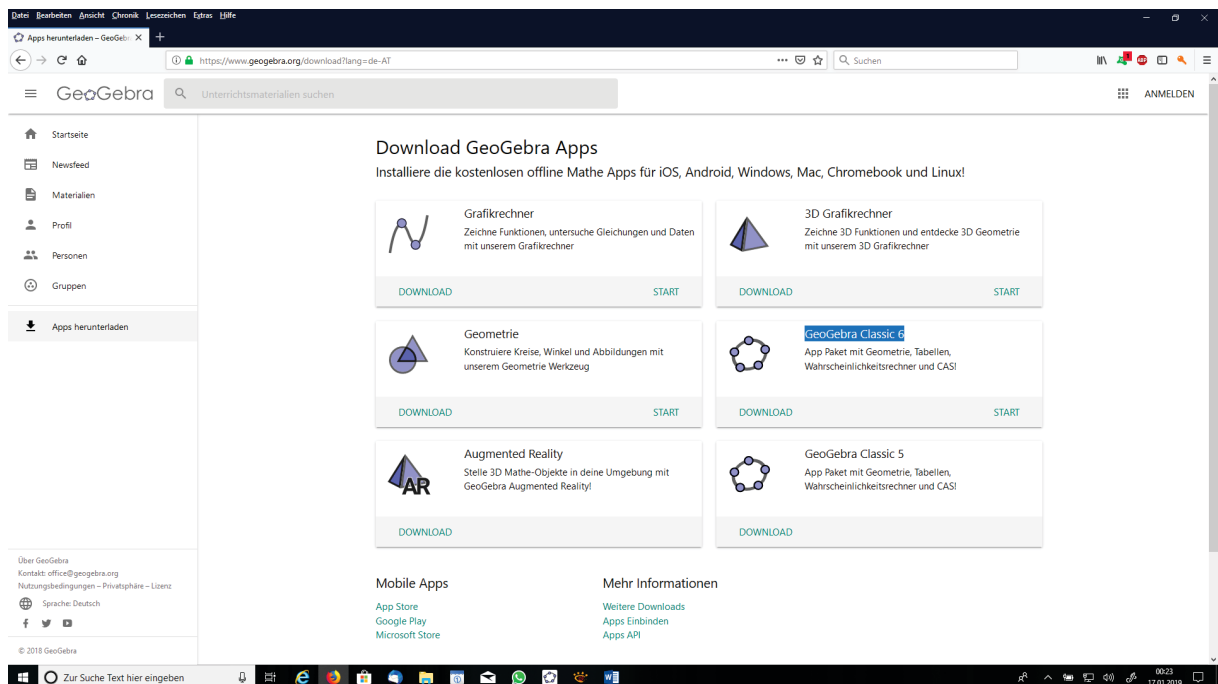 Datei Bearbeiten Ansicht Chronik Lesezeichen Extras Hilfe
Apps herunterladen – GeoGeb
https://www.geogebra.org/download?lang=de-AT
Suchen
GeoGebra
Unterrichtsmaterialien suchen
ANMELDEN
Startseite
Newsfeed
Materialien
Profil
Personen
Gruppen
Apps herunterladen
Download GeoGebra Apps
Installiere die kostenlosen offline Mathe Apps für iOS, Android, Windows, Mac, Chromebook und Linux!
Grafikrechner
Zeichne Funktionen, untersuche Gleichungen und Daten
mit unserem Grafikrechner
DOWNLOAD START
3D Grafikrechner
Zeichne 3D Funktionen und entdecke 3D Geometrie
mit unserem 3D Grafikrechner
DOWNLOAD START
Geometrie
Konstruiere Kreise, Winkel und Abbildungen mit
unserem Geometrie Werkzeug
DOWNLOAD START
GeoGebra Classic 6
App Paket mit Geometrie, Tabellen,
Wahrscheinlichkeitsrechner und CAS!
DOWNLOAD START
Augmented Reality
Stelle 3D Mathe-Objekte in deine Umgebung mit
GeoGebra Augmented Reality!
AR
DOWNLOAD
GeoGebra Classic 5
App Paket mit Geometrie, Tabellen,
Wahrscheinlichkeitsrechner und CAS!
DOWNLOAD
Mobile Apps
App Store
Google Play
Microsoft Store
Mehr Informationen
Weitere Downloads
Apps Einbinden
Apps API
Über GeoGebra
Kontakt: office@geogebra.org
Nutzungsbedingungen – Privatsphäre – Lizenz
Sprache: Deutsch
© 2018 GeoGebra
Zur Suche Text hier eingeben
00:23
17.01.2019